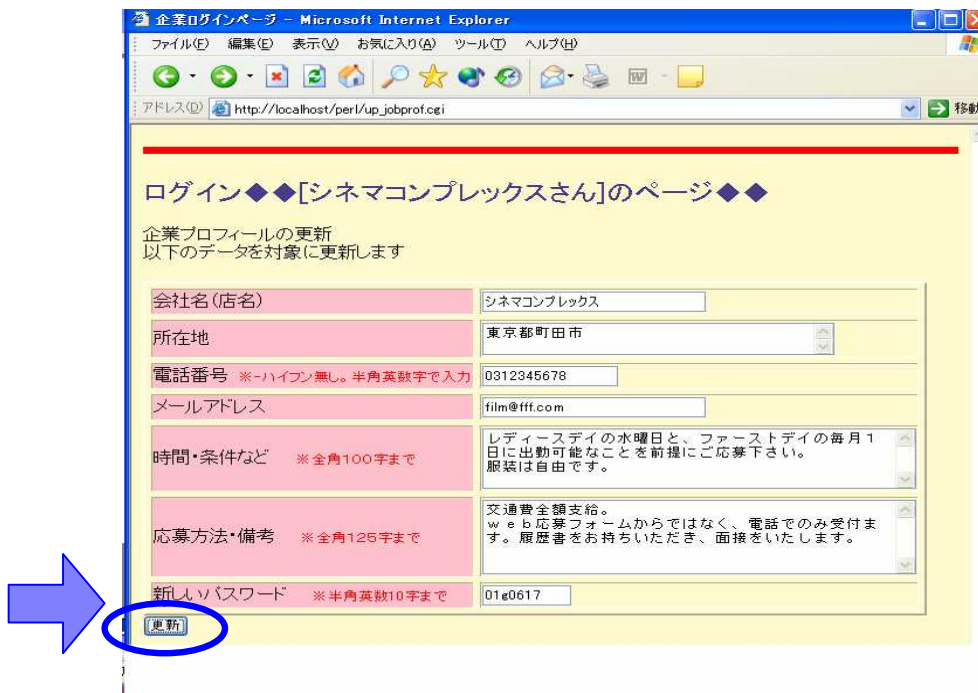 企業ログインページ - Microsoft Internet Explorer
ファイル(F) 編集(E) 表示(V) お気に入り(A) ツール(T) ヘルプ(H)
アドレス(D) http://localhost/perl/up_jobprof.cgi 移動
ログイン◆◆[シネマコンプレックスさん]のページ◆◆
企業プロフィールの更新
以下のデータを対象に更新します
会社名(店名) シネマコンプレックス
所在地 東京都町田市
電話番号 ※-ハイフン無し。半角英数字で入力 0312345678
メールアドレス film@fff.com
時間・条件など ※全角100字まで
レディースデイの水曜日と、ファーストデイの毎月1
日に出勤可能なことを前提にご応募下さい。
服装は自由です。
応募方法・備考 ※全角125字まで
交通費全額支給。
web応募フォームからではなく、電話でのみ受付ま
す。履歴書をお持ちいただき、面接をいたします。
新しいパスワード ※半角英数10字まで 01g0617
更新